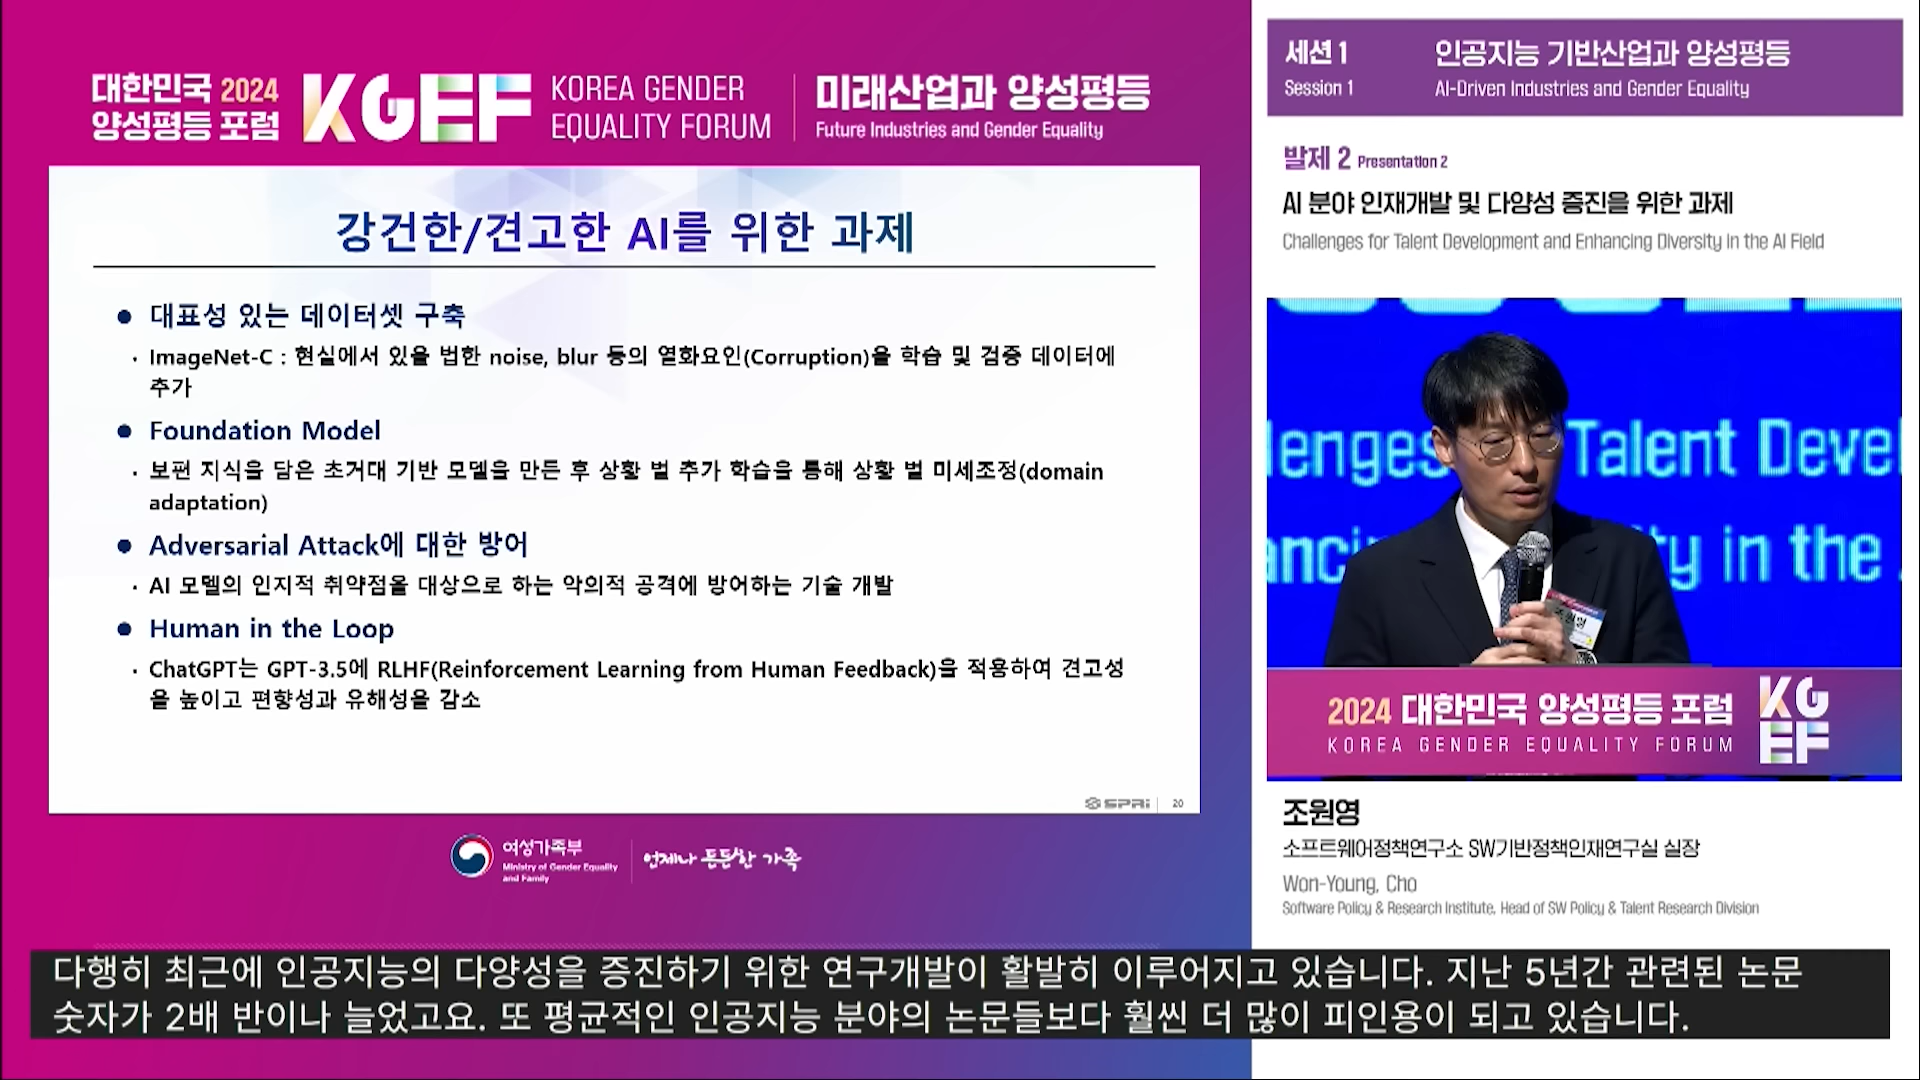 대한민국 2024
양성평등 포럼
KGEF
KOREA GENDER
EQUALITY FORUM
미래산업과 양성평등
Future Industries and Gender Equality
강건한/견고한 AI를 위한 과제
● 대표성 있는 데이터셋 구축
· ImageNet-C : 현실에서 있을 법한 noise, blur 등의 열화요인(Corruption)을 학습 및 검증 데이터에
추가
● Foundation Model
· 보편 지식을 담은 초거대 기반 모델을 만든 후 상황 별 추가 학습을 통해 상황 별 미세조정(domain
adaptation)
● Adversarial Attack에 대한 방어
· AI 모델의 인지적 취약점을 대상으로 하는 악의적 공격에 방어하는 기술 개발
● Human in the Loop
· ChatGPT는 GPT-3.5에 RLHF(Reinforcement Learning from Human Feedback)을 적용하여 견고성
을 높이고 편향성과 유해성을 감소
SPRi 20
여성가족부
Ministry of Gender Equality
and Family
언제나 든든한 가족
세션 1 인공지능 기반산업과 양성평등
Session 1 AI-Driven Industries and Gender Equality
발제 2 Presentation 2
AI 분야 인재개발 및 다양성 증진을 위한 과제
Challenges for Talent Development and Enhancing Diversity in the AI Field
lenges Talent Devel
anci ty in the
조원영
2024 대한민국 양성평등 포럼
KOREA GENDER EQUALITY FORUM
KG
EF
조원영
소프트웨어정책연구소 SW기반정책인재연구실 실장
Won-Young, Cho
Software Policy & Research Institute, Head of SW Policy & Talent Research Division
다행히 최근에 인공지능의 다양성을 증진하기 위한 연구개발이 활발히 이루어지고 있습니다. 지난 5년간 관련된 논문
숫자가 2배 반이나 늘었고요. 또 평균적인 인공지능 분야의 논문들보다 훨씬 더 많이 피인용이 되고 있습니다.